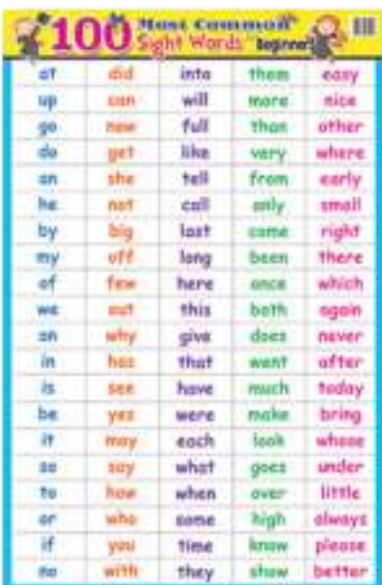 100 Most Common
Sight Words Beginner
at did into them easy
up can will more nice
go new full than other
do get like very where
an she tell from early
he not call only small
by big last come right
my off long been there
of few here once which
we out this both again
on why give does never
in has that went after
is see have much today
be yes were make bring
it may each look whose
so say what goes under
to how when over little
or who some high always
if you time know please
no with they show better